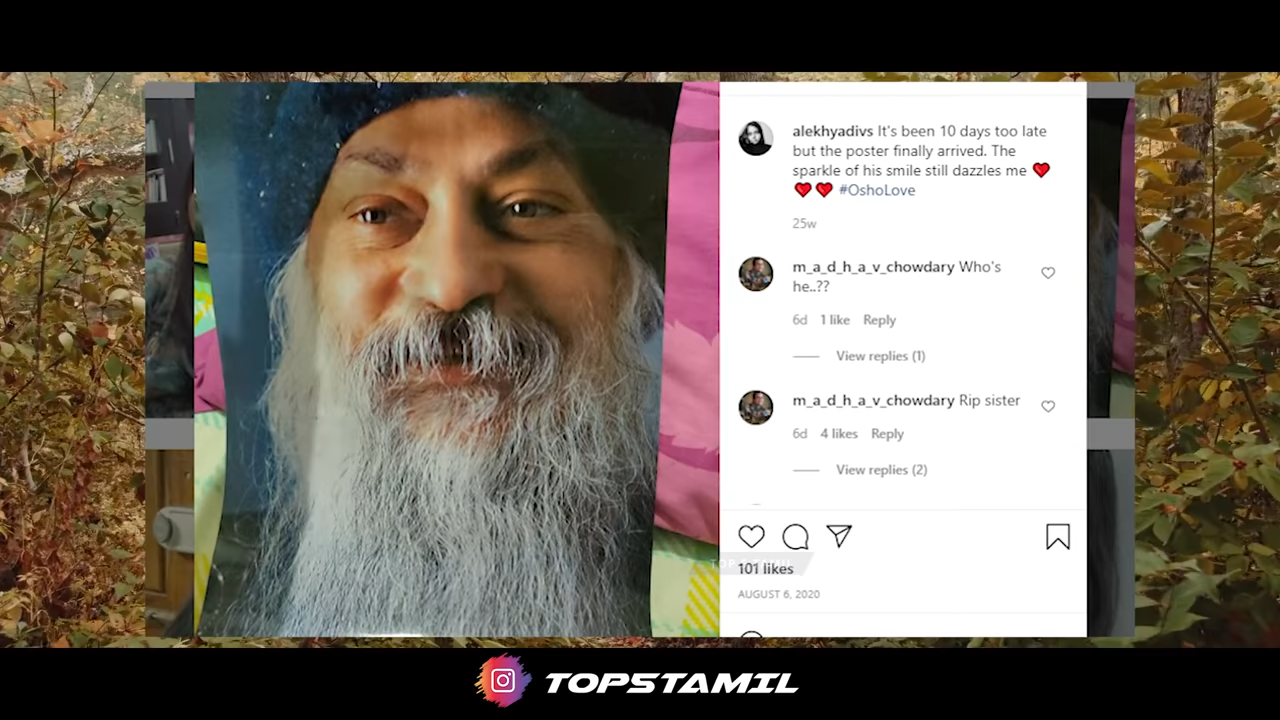 alekhyadivs It's been 10 days too late
but the poster finally arrived. The
sparkle of his smile still dazzles me ❤️
❤️❤️ #OshoLove
25w
m_a_d_h_a_v_chowdary Who's
he..??
6d 1 like Reply
View replies (1)
m_a_d_h_a_v_chowdary Rip sister
6d 4 likes Reply
View replies (2)
101 likes
AUGUST 6, 2020
TOPSTAMIL